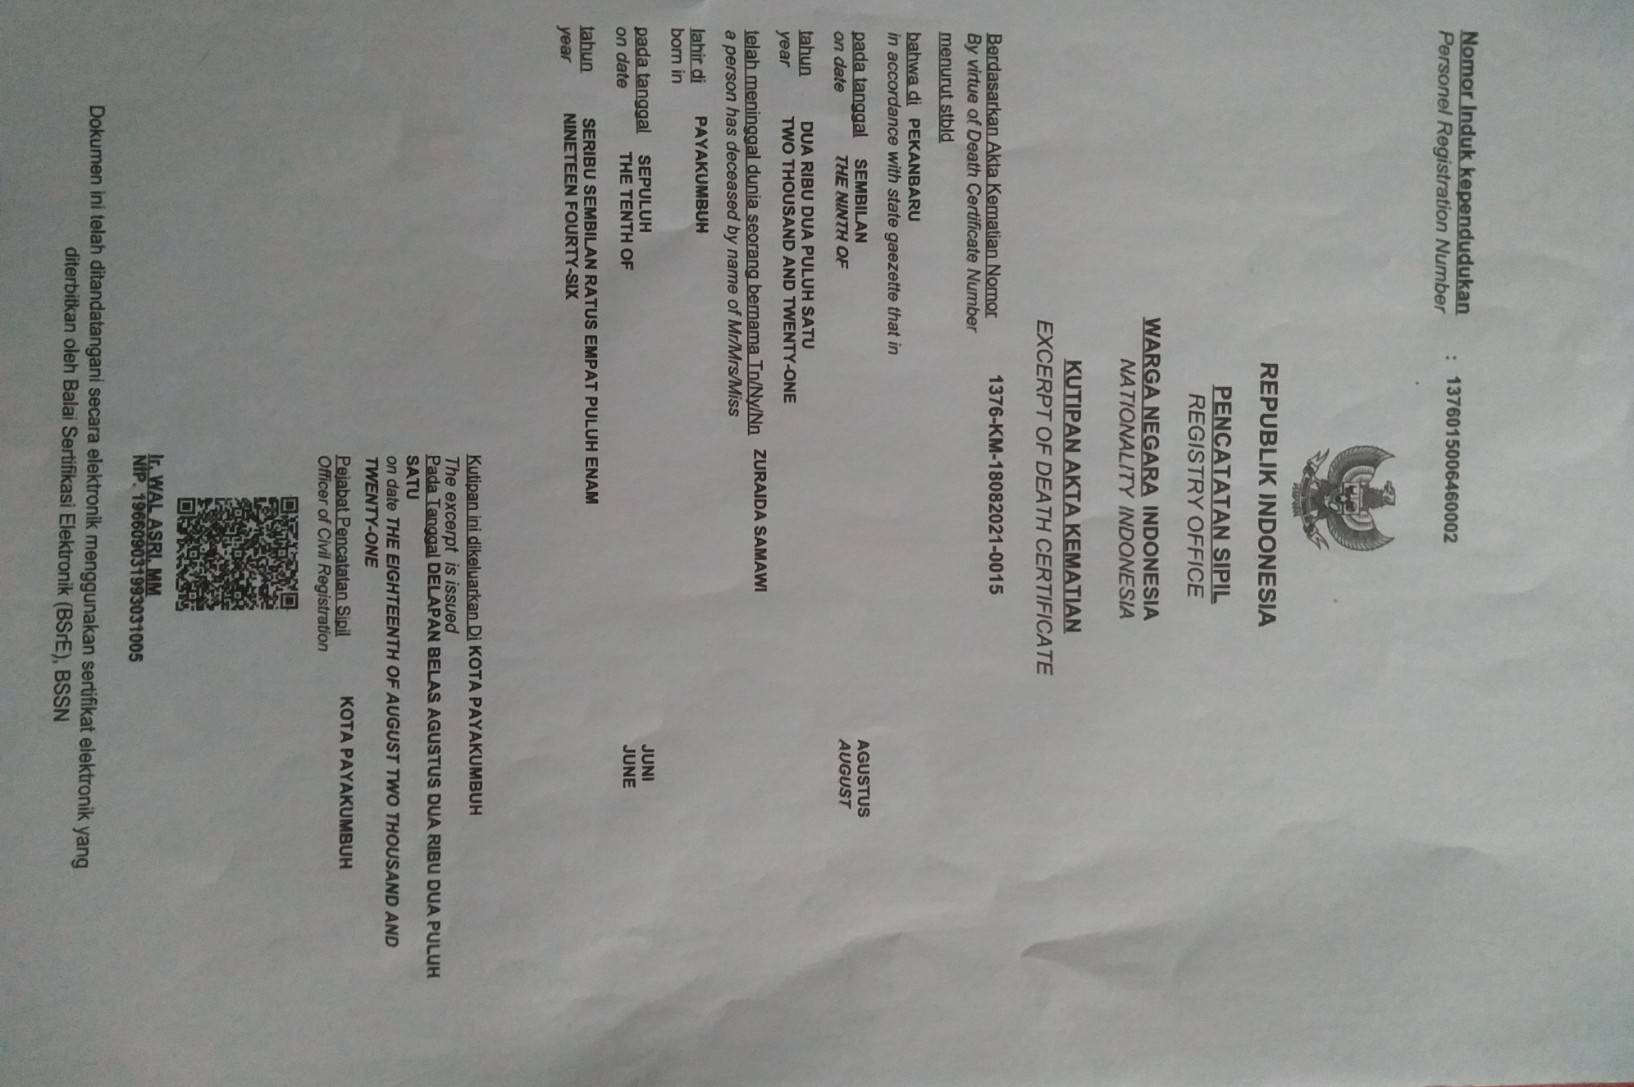 Nomor Induk kependudukan : 1376015006460002
Personel Registration Number
REPUBLIK INDONESIA
PENCATATAN SIPIL
REGISTRY OFFICE
WARGA NEGARA INDONESIA
NATIONALITY INDONESIA
KUTIPAN AKTA KEMATIAN
EXCERPT OF DEATH CERTIFICATE
Berdasarkan Akta Kematian Nomor 1376-KM-18082021-0015
By virtue of Death Certificate Number
menurut stbld
bahwa di PEKANBARU
in accordance with state gaezette that in
pada tanggal SEMBILAN AGUSTUS
on date THE NINTH OF AUGUST
tahun DUA RIBU DUA PULUH SATU
year TWO THOUSAND AND TWENTY-ONE
telah meninggal dunia seorang bernama Tn/Ny/Nn ZURAIDA SAMAWI
a person has deceased by name of Mr/Mrs/Miss
lahir di PAYAKUMBUH
born in
pada tanggal SEPULUH JUNI
on date THE TENTH OF JUNE
tahun SERIBU SEMBILAN RATUS EMPAT PULUH ENAM
year NINETEEN FOURTY-SIX
Kutipan ini dikeluarkan Di KOTA PAYAKUMBUH
The excerpt is issued
Pada Tanggal DELAPAN BELAS AGUSTUS DUA RIBU DUA PULUH
SATU
on date THE EIGHTEENTH OF AUGUST TWO THOUSAND AND
TWENTY-ONE
Pejabat Pencatatan Sipil KOTA PAYAKUMBUH
Officer of Civil Registration
Ir. WAL ASRI, MM
NIP. 196609031993031005
Dokumen ini telah ditandatangani secara elektronik menggunakan sertifikat elektronik yang
diterbitkan oleh Balai Sertifikasi Elektronik (BSrE), BSSN